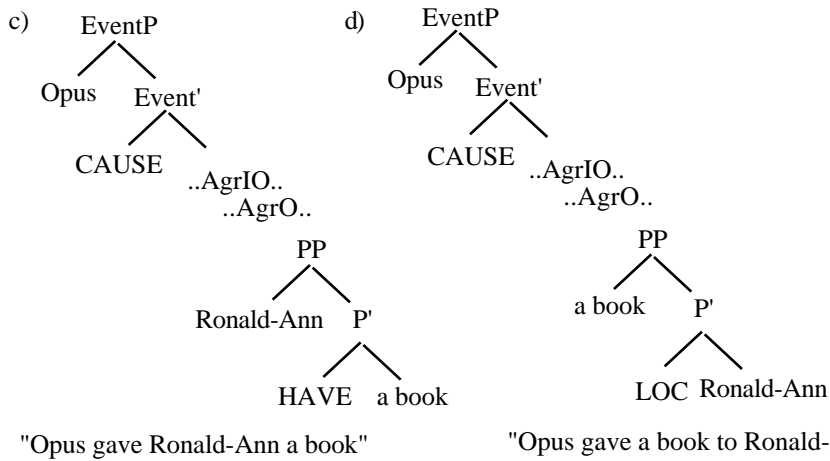 c) EventP
Opus Event'
CAUSE
..AgrIO..
..AgrO..
PP
Ronald-Ann P'
HAVE a book
"Opus gave Ronald-Ann a book"
d) EventP
Opus Event'
CAUSE
..AgrIO..
..AgrO..
PP
a book P'
LOC Ronald-Ann
"Opus gave a book to Ronald-